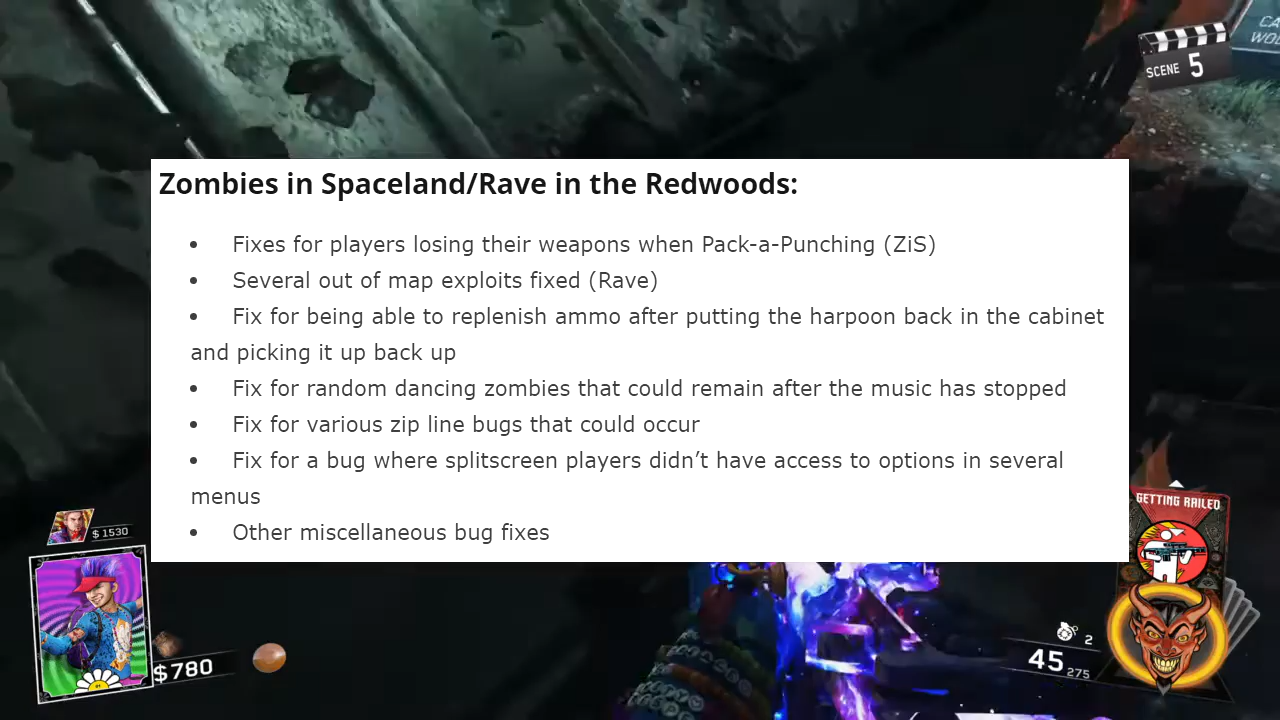 CA
WO
SCENE 5
Zombies in Spaceland/Rave in the Redwoods:
• Fixes for players losing their weapons when Pack-a-Punching (ZiS)
• Several out of map exploits fixed (Rave)
• Fix for being able to replenish ammo after putting the harpoon back in the cabinet
and picking it up back up
• Fix for random dancing zombies that could remain after the music has stopped
• Fix for various zip line bugs that could occur
• Fix for a bug where splitscreen players didn’t have access to options in several
menus
• Other miscellaneous bug fixes
GETTING RAILED
$ 1530
$780
2
45 275